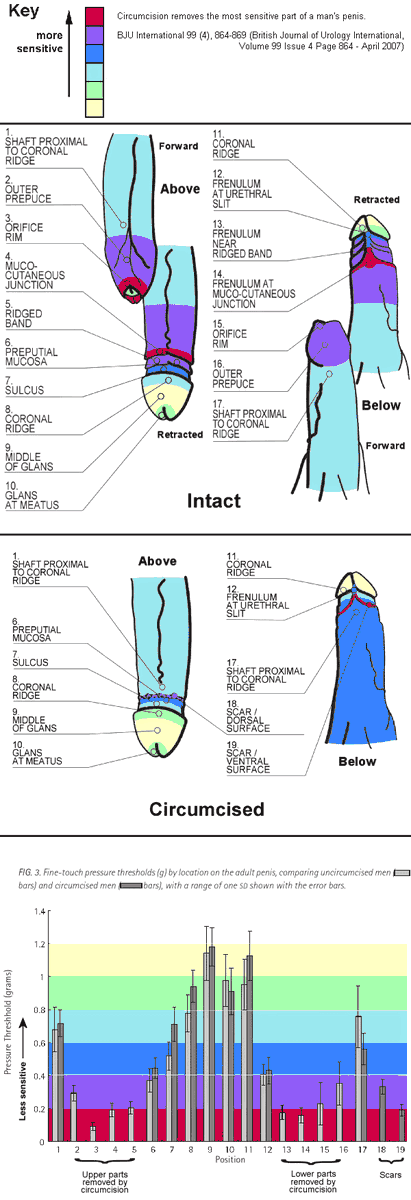 Key
more
sensitive
Circumcision removes the most sensitive part of a man's penis.
BJU International 99 (4), 864-869 (British Journal of Urology International,
Volume 99 Issue 4 Page 864 - April 2007)
1.
SHAFT PROXIMAL
TO CORONAL
RIDGE
2.
OUTER
PREPUCE
3.
ORIFICE
RIM
4.
MUCO-
CUTANEOUS
JUNCTION
5.
RIDGED
BAND
6.
PREPUTIAL
MUCOSA
7.
SULCUS
8.
CORONAL
RIDGE
9.
MIDDLE
OF GLANS
10.
GLANS
AT MEATUS
Forward
Above
Retracted
11.
CORONAL
RIDGE
12.
FRENULUM
AT URETHRAL
SLIT
13.
FRENULUM
NEAR
RIDGED BAND
14.
FRENULUM AT
MUCO-CUTANEOUS
JUNCTION
15.
ORIFICE
RIM
16.
OUTER
PREPUCE
17.
SHAFT PROXIMAL
TO CORONAL
RIDGE
Retracted
Below
Forward
Intact
1.
SHAFT PROXIMAL
TO CORONAL
RIDGE
6.
PREPUTIAL
MUCOSA
7.
SULCUS
8.
CORONAL
RIDGE
9.
MIDDLE
OF GLANS
10.
GLANS
AT MEATUS
Above
11.
CORONAL
RIDGE
12.
FRENULUM
AT URETHRAL
SLIT
17.
SHAFT PROXIMAL
TO CORONAL
RIDGE
18.
SCAR /
DORSAL
SURFACE
19.
SCAR /
VENTRAL
SURFACE
Below
Circumcised
FIG. 3. Fine-touch pressure thresholds (g) by location on the adult penis, comparing uncircumcised men (
bars) and circumcised men ( bars), with a range of one SD shown with the error bars.
Pressure Threshhold (grams)
Less sensitive
1.4
1.2
1
0.8
0.6
0.4
0.2
0
1 2 3 4 5 6 7 8 9 10 11 12 13 14 15 16 17 18 19
Position
Upper parts
removed by
circumcision
Lower parts
removed by
circumcision
Scars